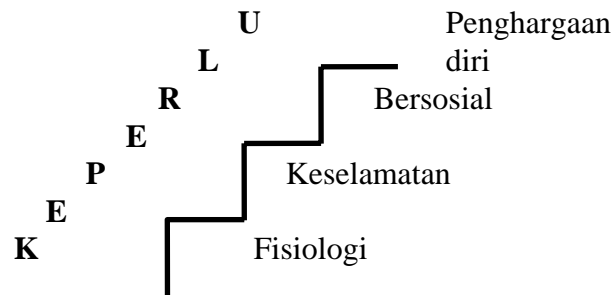 U
Penghargaan
diri
L
R
Bersosial
E
P
Keselamatan
E
K
Fisiologi